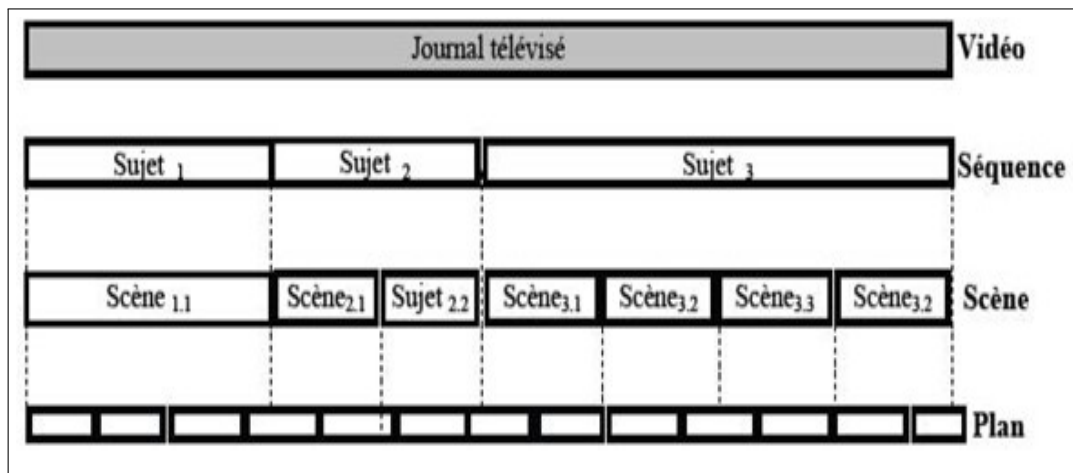 Journal télévisé Vidéo
Sujet 1 Sujet 2 Sujet 3 Séquence
Scène 1.1 Scène2.1 Sujet 2.2 Scène3.1 Scène3.2 Scène3.3 Scène3.2 Scène
Plan